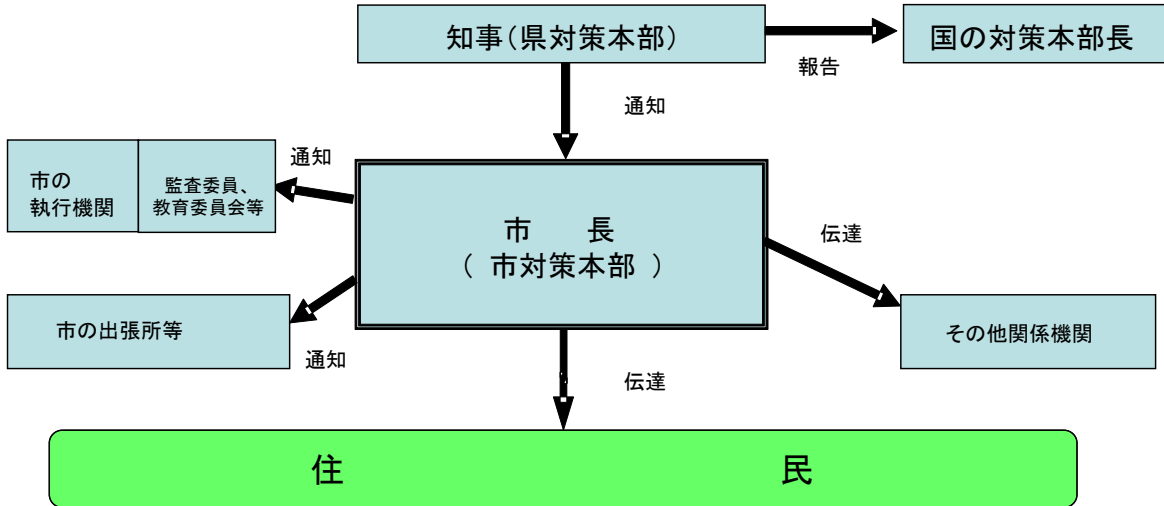 知事(県対策本部)
国の対策本部長
報告
通知
市の
執行機関
監査委員、
教育委員会等
通知
市　　長
( 市対策本部 )
伝達
市の出張所等
通知
その他関係機関
伝達
住　　民